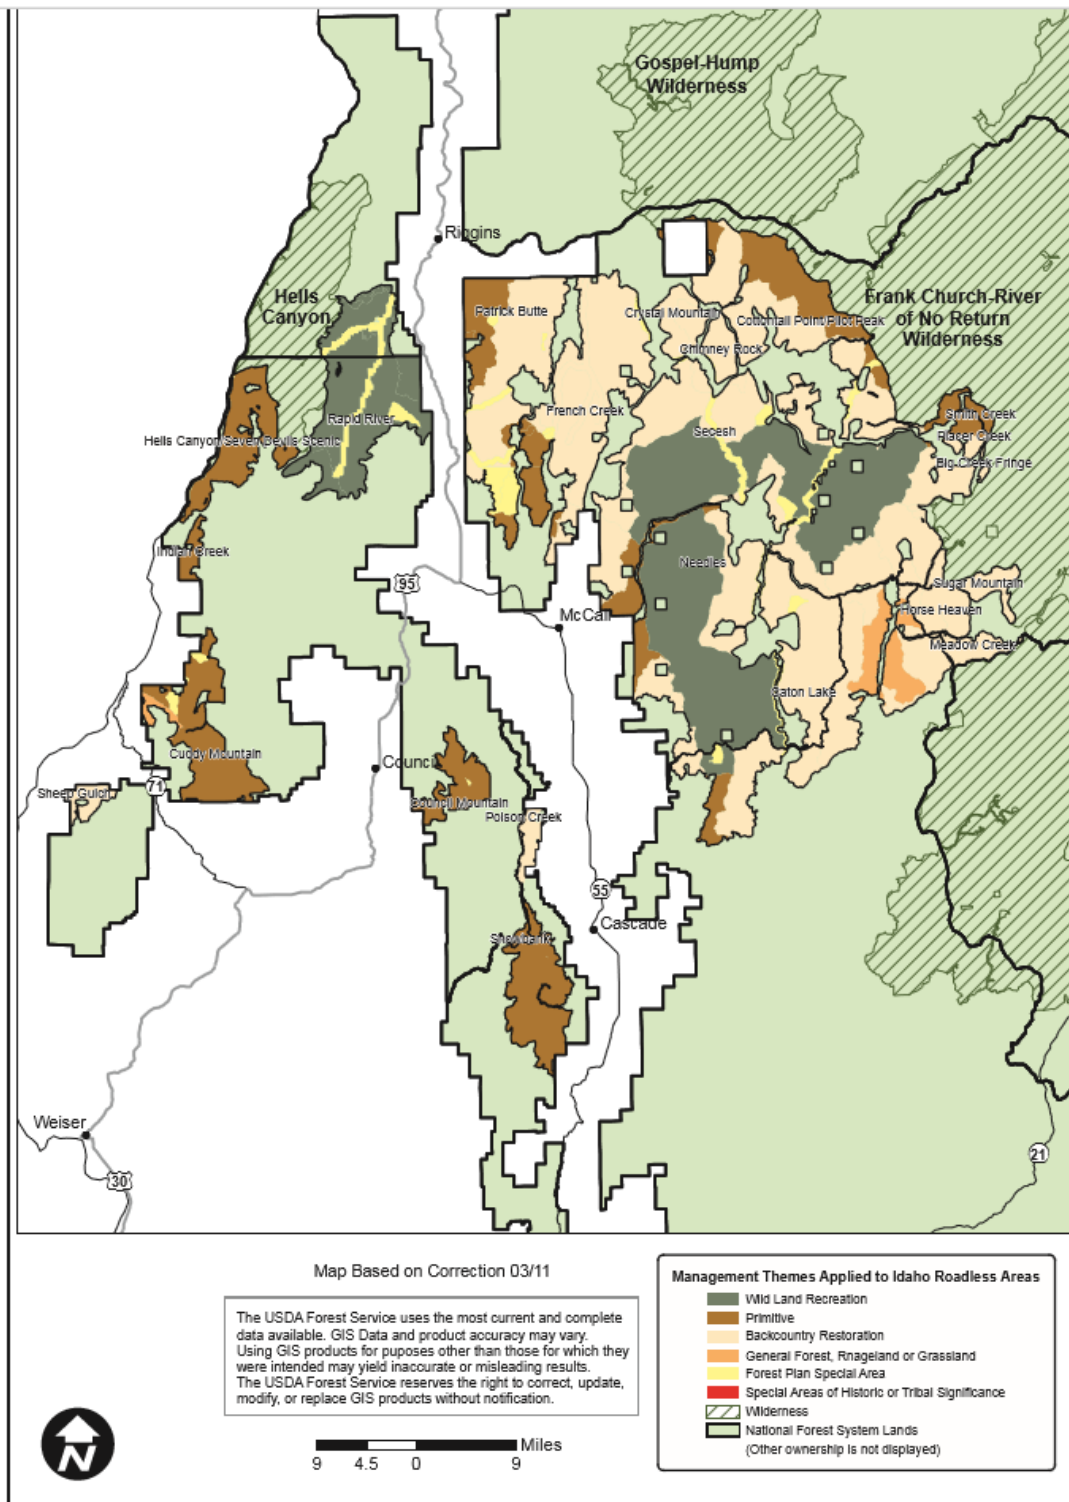 Gospel-Hump
Wilderness
Riggins
Hells
Canyon
Frank Church-River
of No Return
Wilderness
Patrick Butte
Crystal Mountain
Cottontail Point/Pilot Peak
Chimney Rock
French Creek
Rapid River
Secesh
Smith Creek
Placer Creek
Hells Canyon/Seven Devils Scenic
Big Creek Fringe
Indian Creek
Needles
95
Sugar Mountain
Horse Heaven
McCall
Meadow Creek
Caton Lake
Cuddy Mountain
Council
71
Sheep Gulch
Council Mountain
Poison Creek
55
Cascade
Snowbank
Weiser
30
21
Map Based on Correction 03/11
The USDA Forest Service uses the most current and complete
data available. GIS Data and product accuracy may vary.
Using GIS products for puposes other than those for which they
were intended may yield inaccurate or misleading results.
The USDA Forest Service reserves the right to correct, update,
modify, or replace GIS products without notification.
N
Miles
9 4.5 0 9
Management Themes Applied to Idaho Roadless Areas
Wild Land Recreation
Primitive
Backcountry Restoration
General Forest, Rnageland or Grassland
Forest Plan Special Area
Special Areas of Historic or Tribal Significance
Wilderness
National Forest System Lands
(Other ownership is not displayed)